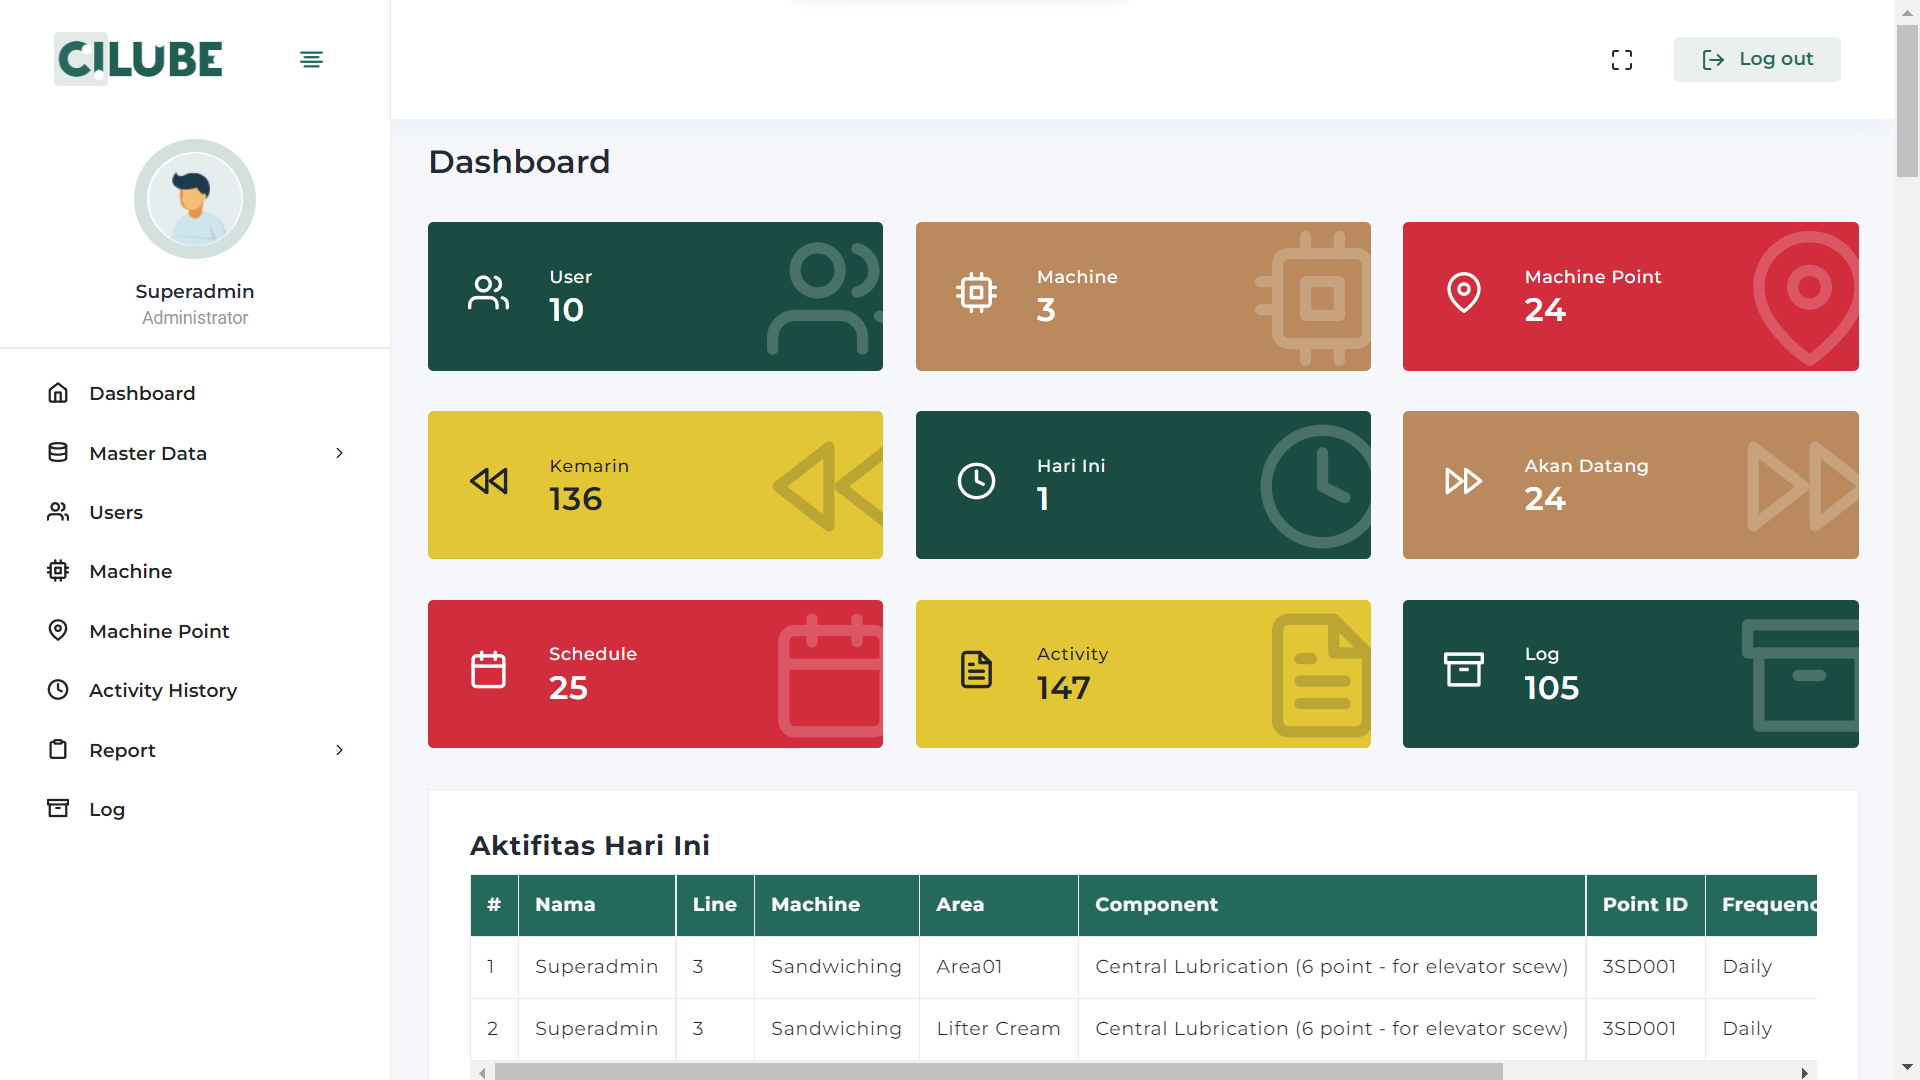 CILUBE
Log out
Superadmin
Administrator
Dashboard
Master Data
Users
Machine
Machine Point
Activity History
Report
Log
Dashboard
User
10
Machine
3
Machine Point
24
Kemarin
136
Hari Ini
1
Akan Datang
24
Schedule
25
Activity
147
Log
105
Aktifitas Hari Ini
# Nama Line Machine Area Component Point ID Frequenc
1 Superadmin 3 Sandwiching Area01 Central Lubrication (6 point - for elevator scew) 3SD001 Daily
2 Superadmin 3 Sandwiching Lifter Cream Central Lubrication (6 point - for elevator scew) 3SD001 Daily